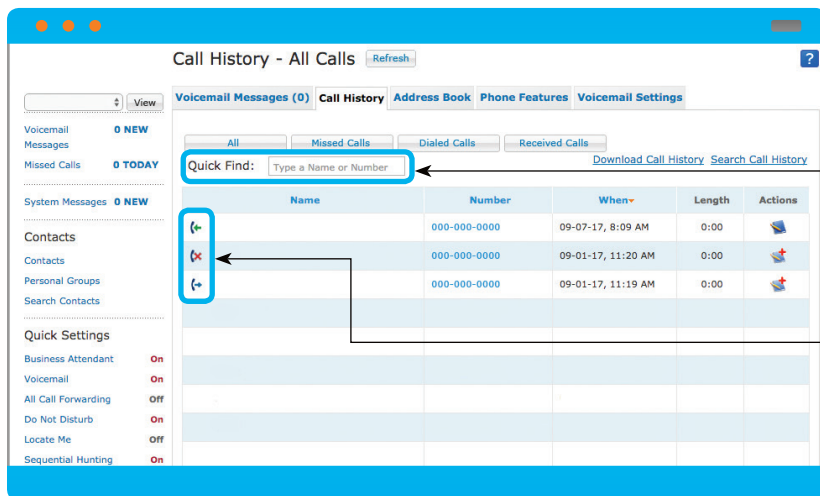 Call History - All Calls Refresh ?
View
Voicemail Messages (0) Call History Address Book Phone Features Voicemail Settings
Voicemail Messages 0 NEW
Missed Calls 0 TODAY
System Messages 0 NEW
Contacts
Contacts
Personal Groups
Search Contacts
Quick Settings
Business Attendant On
Voicemail On
All Call Forwarding Off
Do Not Disturb On
Locate Me Off
Sequential Hunting On
All Missed Calls Dialed Calls Received Calls
Quick Find: Type a Name or Number
Download Call History Search Call History
Name Number When Length Actions
000-000-0000 09-07-17, 8:09 AM 0:00
000-000-0000 09-01-17, 11:20 AM 0:00
000-000-0000 09-01-17, 11:19 AM 0:00